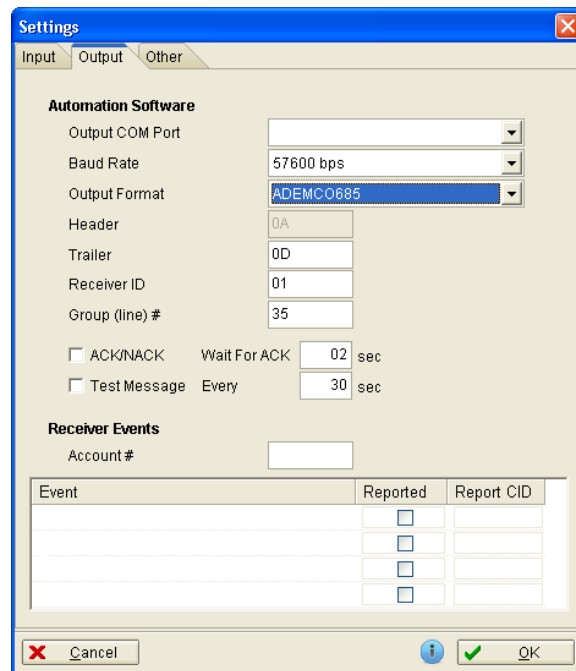 Settings
Input Output Other
Automation Software
Output COM Port
Baud Rate 57600 bps
Output Format ADEMCO685
Header 0A
Trailer 0D
Receiver ID 01
Group (line) # 35
ACK/NACK Wait For ACK 02 sec
Test Message Every 30 sec
Receiver Events
Account #
Event Reported Report CID
Cancel i OK